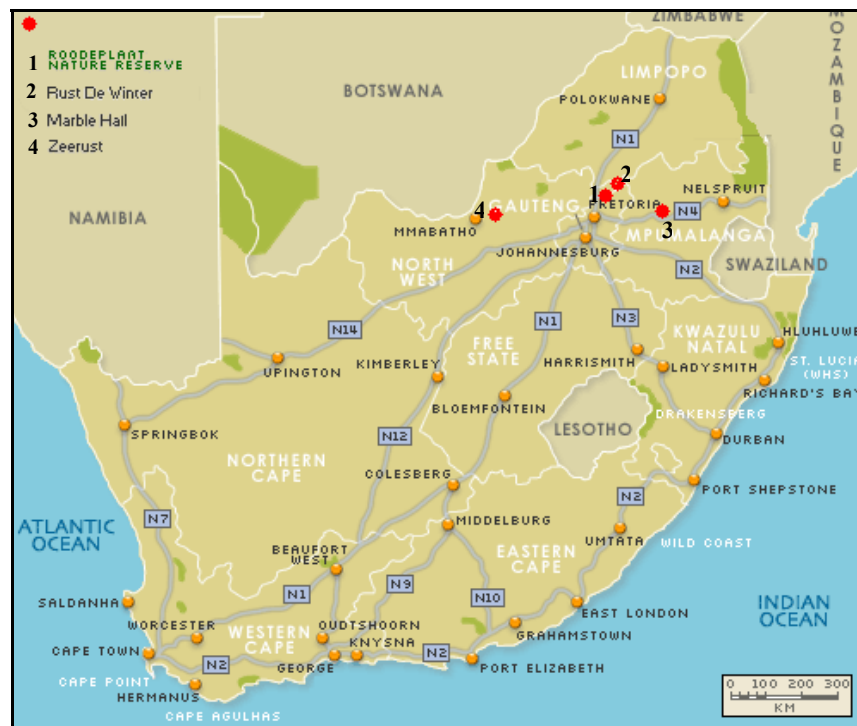 1 ROODEPLAAT
NATURE RESERVE
2 Rust De Winter
3 Marble Hall
4 Zeerust
ZIMBABWE
MOZAMBIQUE
LIMPOPO
BOTSWANA
POLOKWANE
N1
2
NELSPRUIT
1
GAUTENG
PRETORIA
N4
4
3
NAMIBIA
MMABATHO
MPUMALANGA
JOHANNESBURG
NORTH
WEST
N2
SWAZILAND
N14
N1
N3
FREE
STATE
KWAZULU
NATAL
HLUHLUWE
UPINGTON
KIMBERLEY
HARRISMITH
LADYSMITH
ST. LUCIA
(WHS)
RICHARD'S BAY
BLOEMFONTEIN
DRAKENSBERG
SPRINGBOK
N12
LESOTHO
DURBAN
NORTHERN
CAPE
COLESBERG
N2
PORT SHEPSTONE
N7
ATLANTIC
OCEAN
MIDDELBURG
UMTATA
WILD COAST
BEAUFORT
WEST
EASTERN
CAPE
N9
N1
N10
SALDANHA
EAST LONDON
INDIAN
OCEAN
WORCESTER
OUDTSHOORN
GRAHAMSTOWN
WESTERN
CAPE
KNYSNA
CAPE TOWN
N2
GEORGE
N2
PORT ELIZABETH
CAPE POINT
HERMANUS
CAPE AGULHAS
0 100 200 300
KM